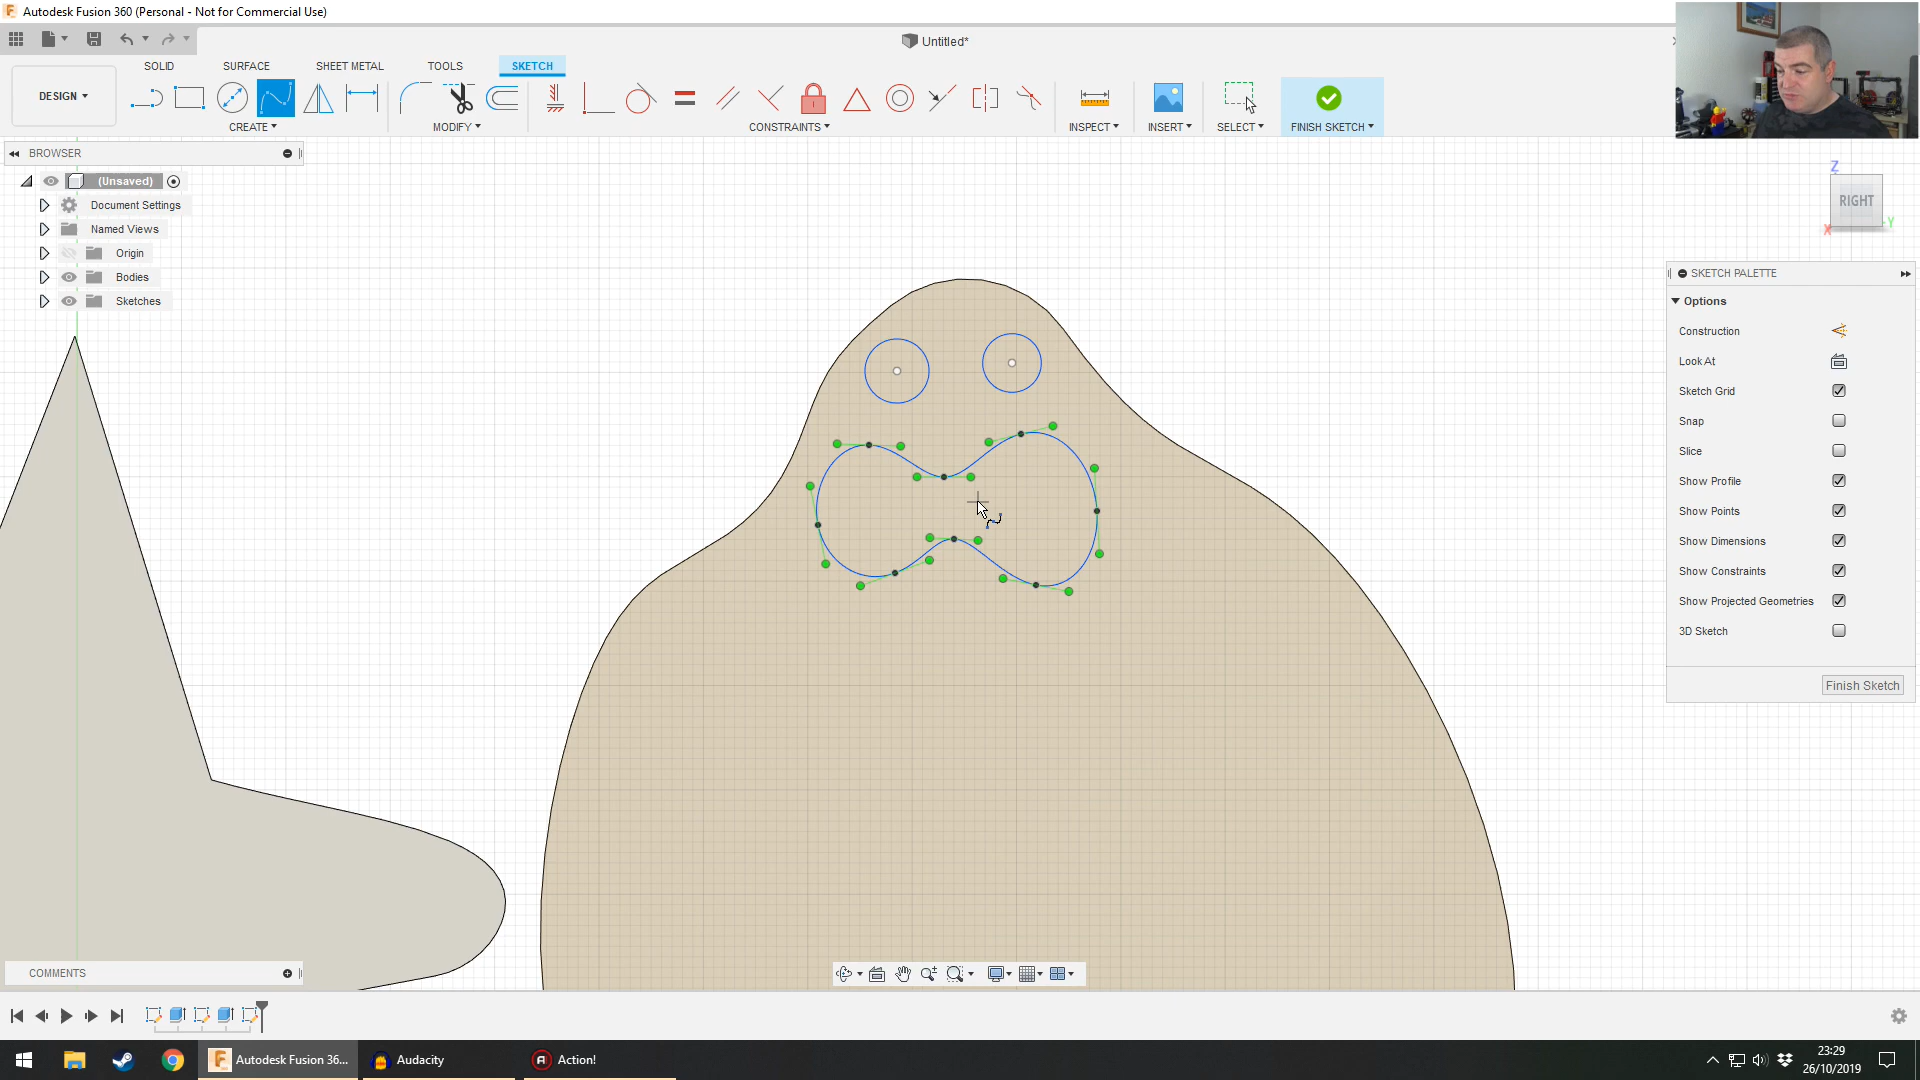 Autodesk Fusion 360 (Personal - Not for Commercial Use)
Untitled*
SOLID SURFACE SHEET METAL TOOLS SKETCH
DESIGN
CREATE MODIFY CONSTRAINTS INSPECT INSERT SELECT FINISH SKETCH
BROWSER
(Unsaved)
Document Settings
Named Views
Origin
Bodies
Sketches
Z
RIGHT
X
Y
SKETCH PALETTE
Options
Construction
Look At
Sketch Grid
Snap
Slice
Show Profile
Show Points
Show Dimensions
Show Constraints
Show Projected Geometries
3D Sketch
Finish Sketch
COMMENTS
Autodesk Fusion 36...
Audacity
Action!
23:29
26/10/2019